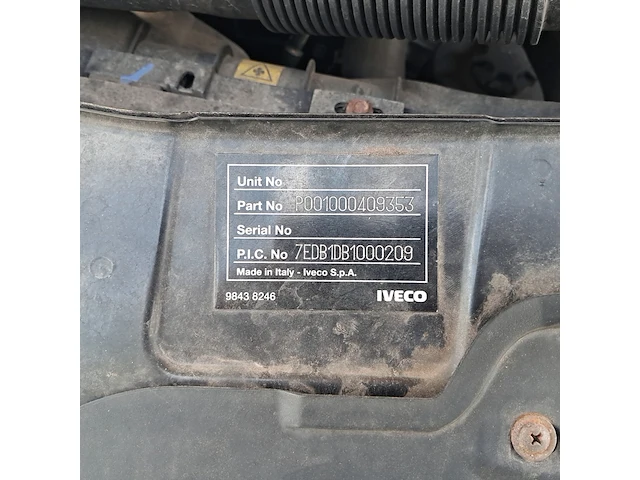 Unit No
Part No P001000409353
Serial No
P.I.C. No 7EDB1DB1000209
Made in Italy - Iveco S.p.A.
9843 8246 IVECO